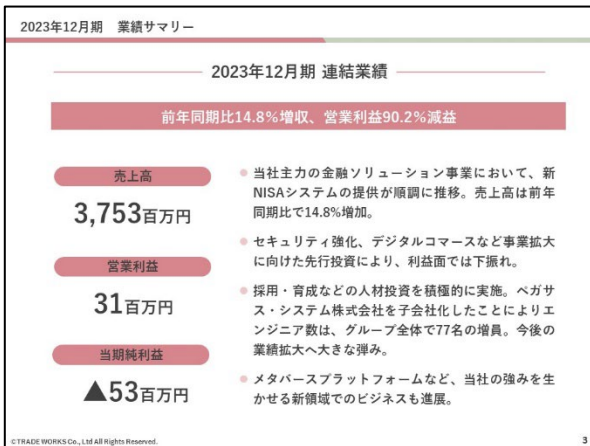 2023年12月期　業績サマリー
2023年12月期 連結業績
前年同期比14.8%増収、営業利益90.2%減益
売上高
3,753百万円
営業利益
31百万円
当期純利益
▲53百万円
● 当社主力の金融ソリューション事業において、新
NISAシステムの提供が順調に推移。売上高は前年
同期比で14.8%増加。
● セキュリティ強化、デジタルコマースなど事業拡大
に向けた先行投資により、利益面では下振れ。
● 採用・育成などの人材投資を積極的に実施。ペガサ
ス・システム株式会社を子会社化したことによりエ
ンジニア数は、グループ全体で77名の増員。今後の
業績拡大へ大きな弾み。
● メタバースプラットフォームなど、当社の強みを生
かせる新領域でのビジネスも進展。
©TRADE WORKS Co., Ltd All Rights Reserved.
3